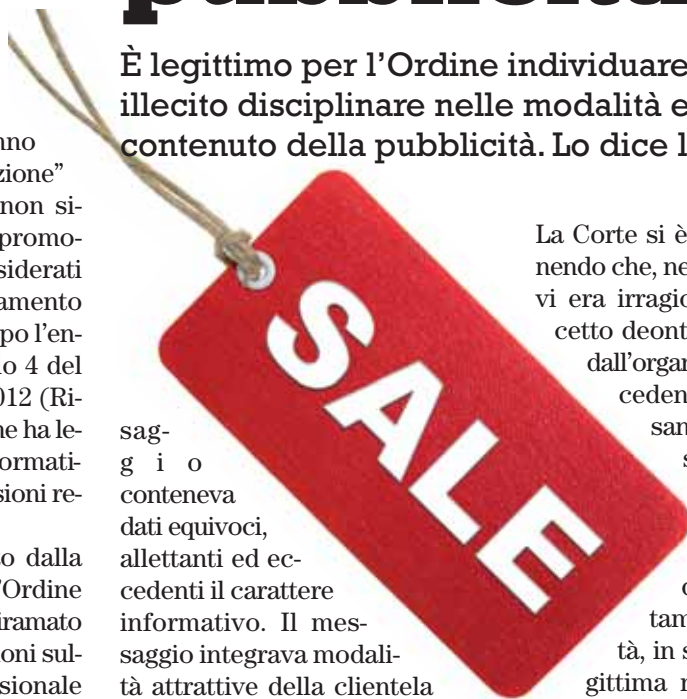 pubblicità
È legittimo per l’Ordine individuare
illecito disciplinare nelle modalità e
contenuto della pubblicità. Lo dice l
nno
zione”
non si-
promo-
siderati
amento
po l'en-
o 4 del
012 (Ri-
ne ha le-
ormati-
sioni re-
o dalla
'Ordine
iramato
oni sul-
sionale
sag-
g i o
conteneva
dati equivoci,
allettanti ed ec-
cedenti il carattere
informativo. Il mes-
saggio integrava modali-
tà attrattive della clientela
SALE
La Corte si è
nendo che, ne
vi era irragio
cetto deont
dall'organ
ceden
san
s
tam
tà, in s
gittima